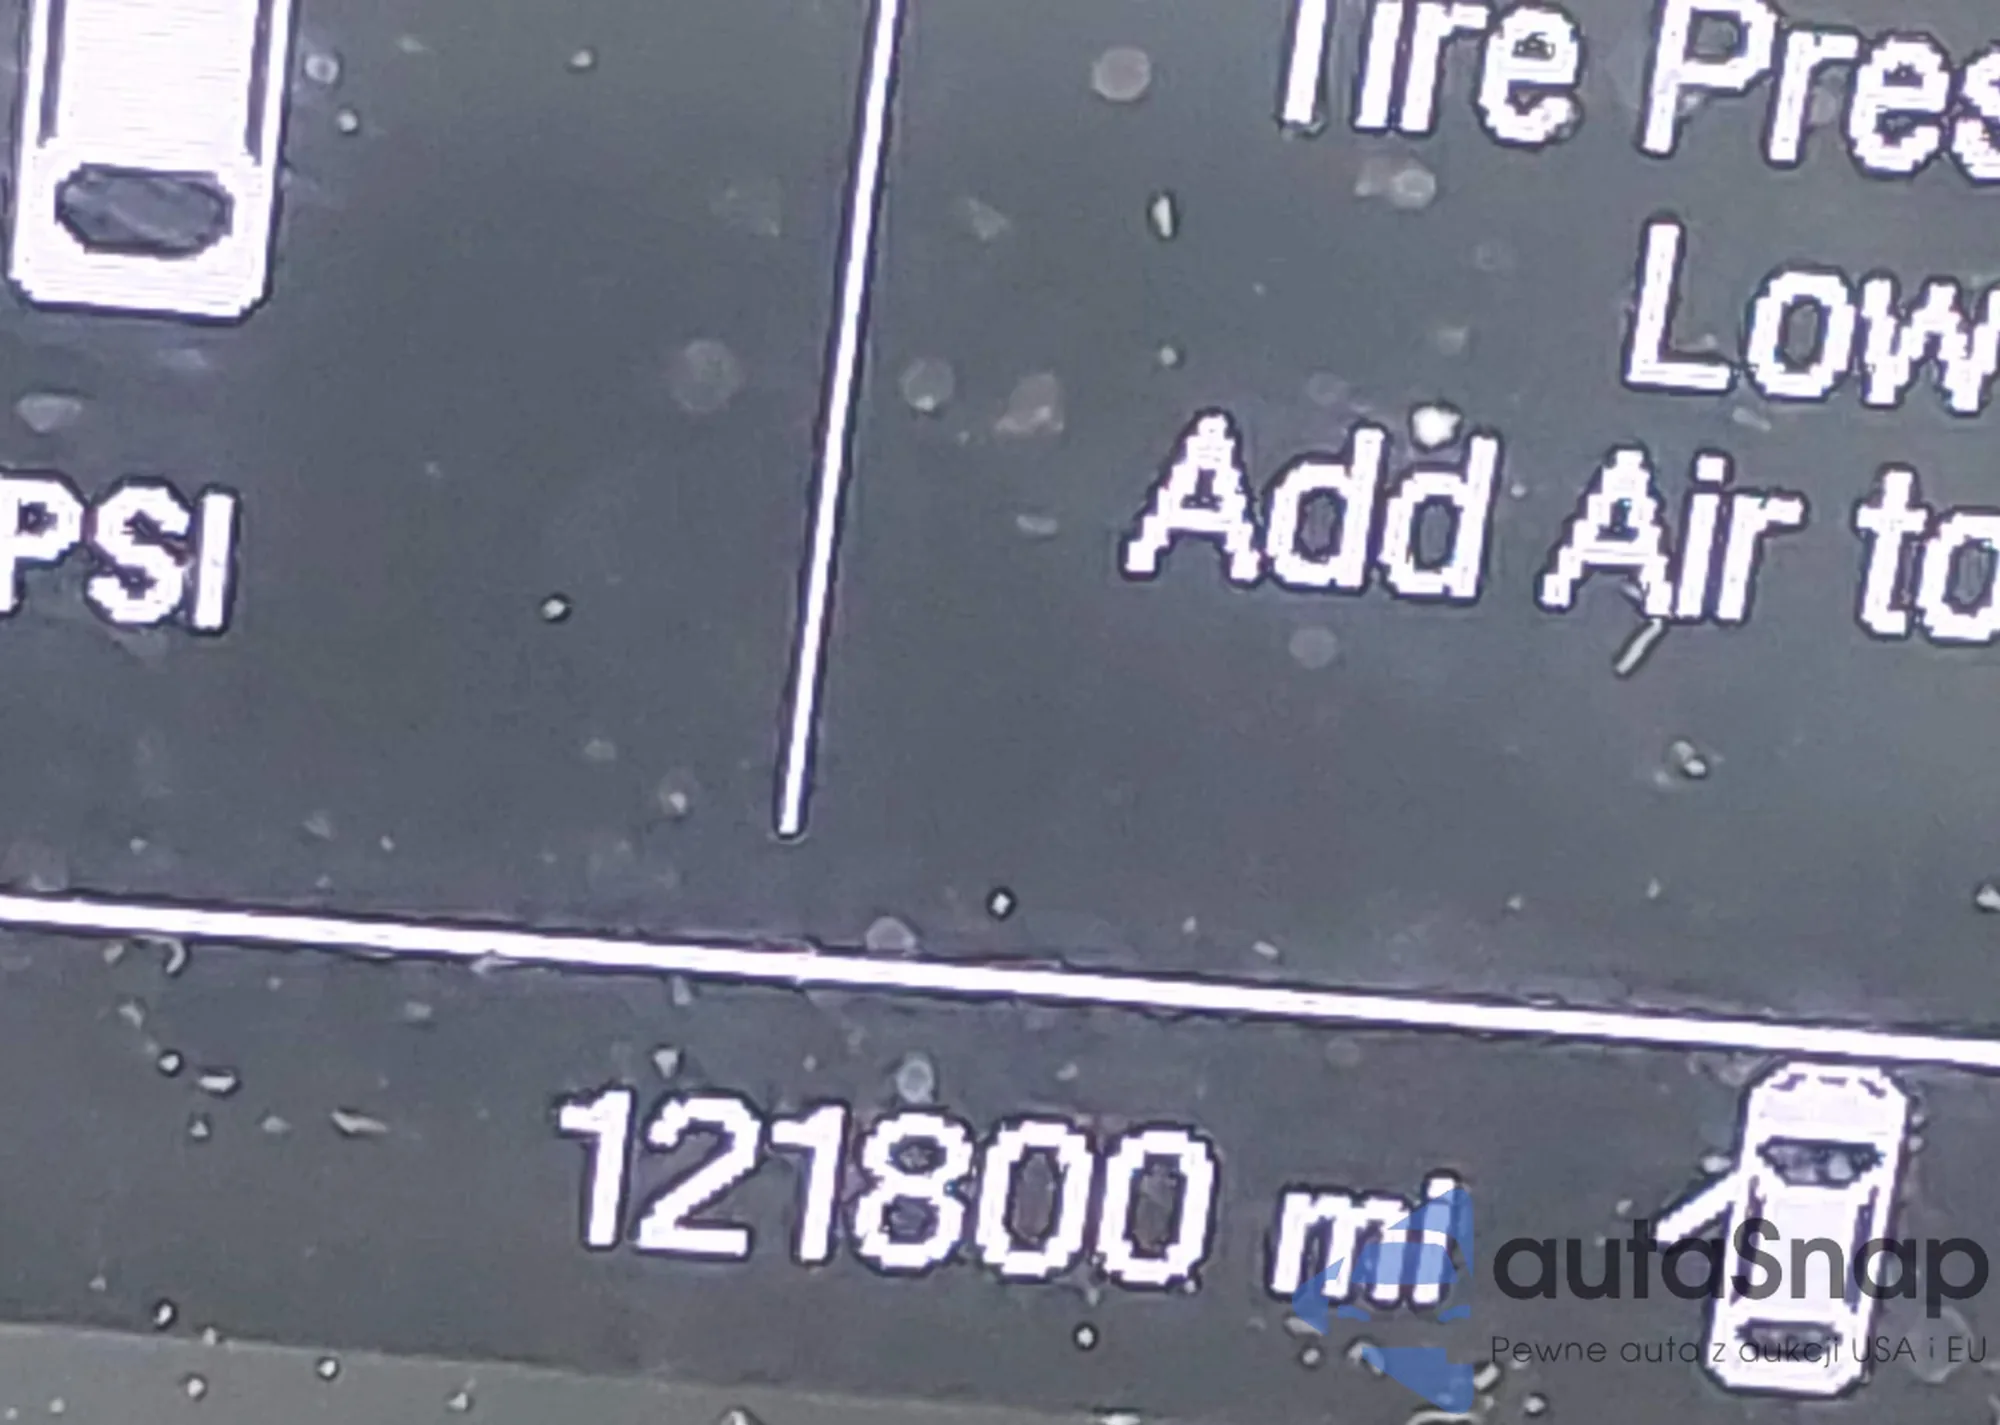 Tire Pres
Low
Add Air to
PSI
121800 mi
autaSnap
Pewne auta z aukcji USA i EU